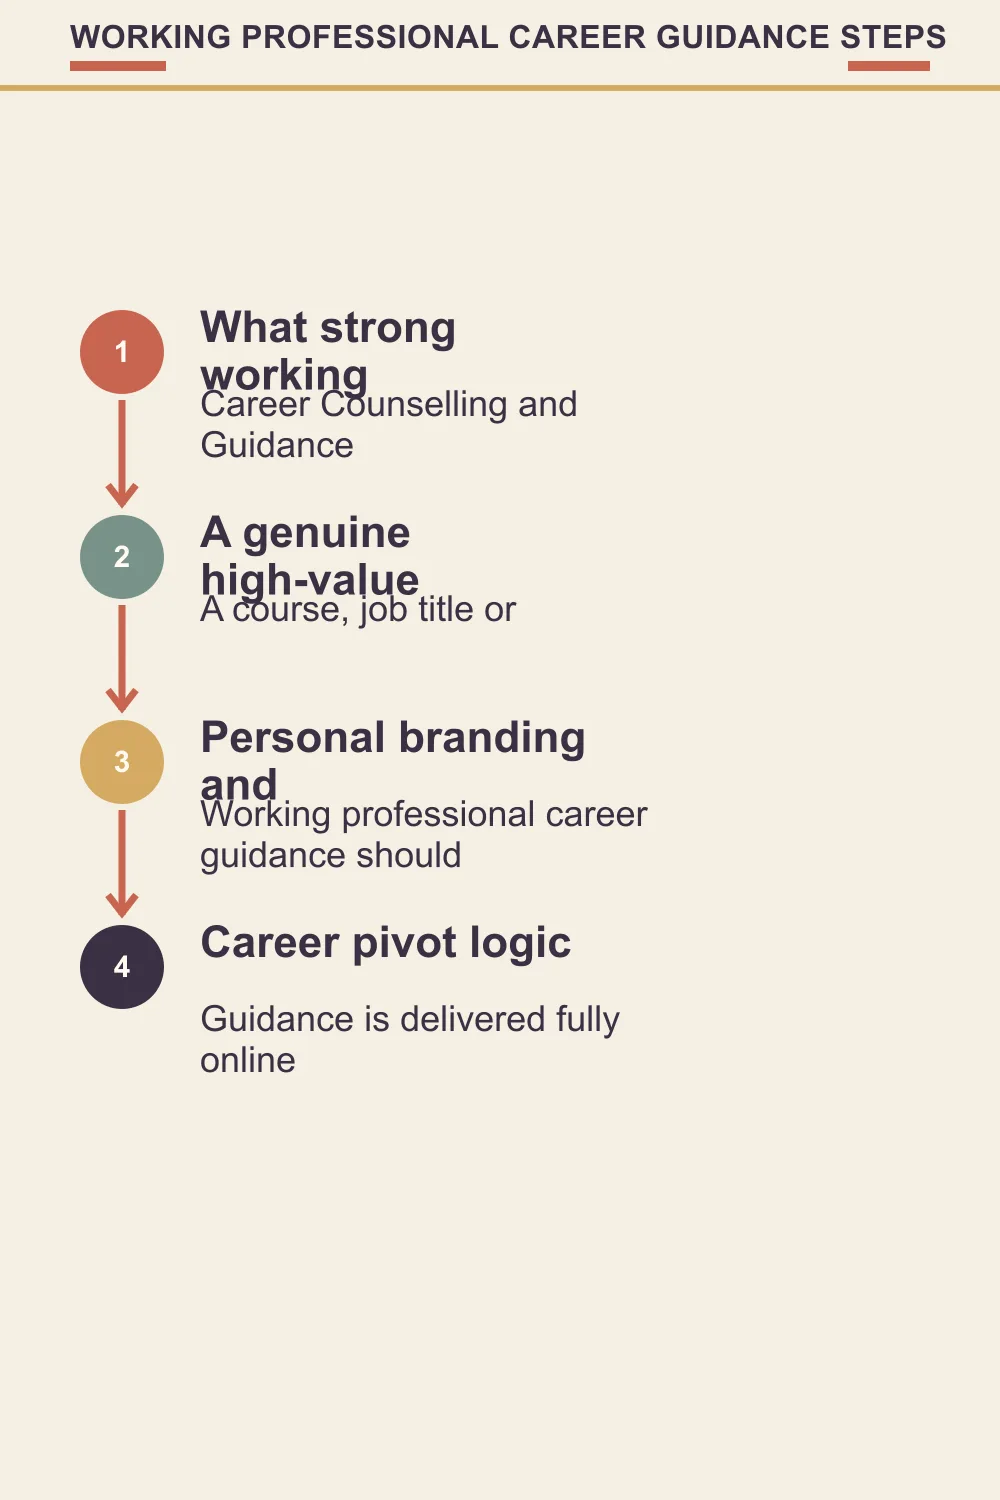 WORKING PROFESSIONAL CAREER GUIDANCE STEPS
1
What strong
working
Career Counselling and
Guidance
2
A genuine
high-value
A course, job title or
3
Personal branding
and
Working professional career
guidance should
4
Career pivot logic
Guidance is delivered fully
online